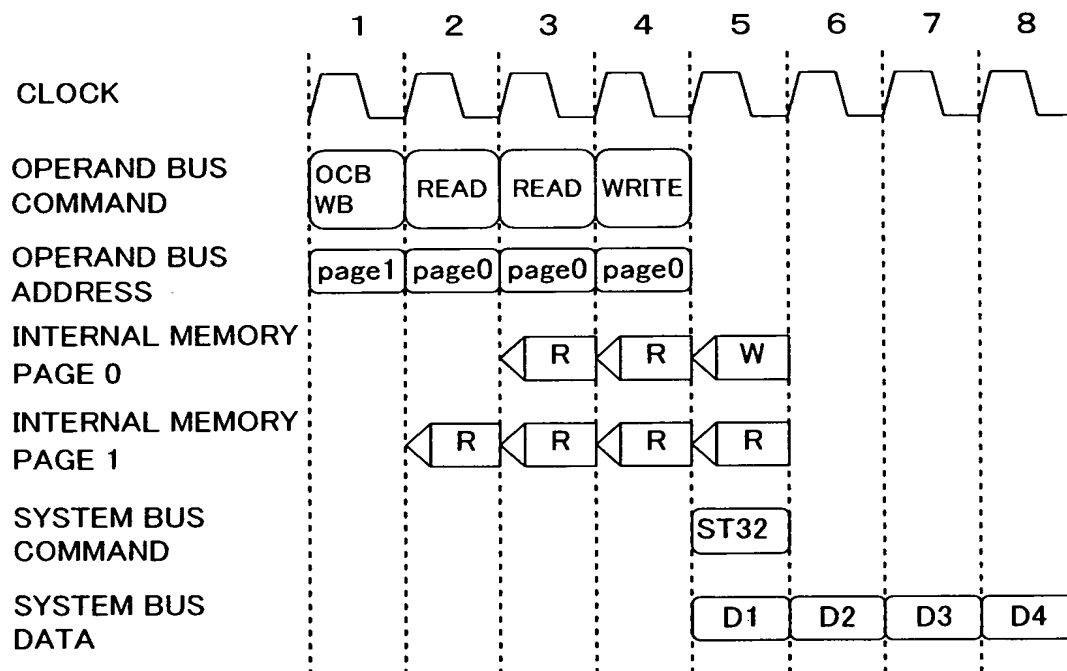 1 2 3 4 5 6 7 8
CLOCK
OPERAND BUS
COMMAND
OCB
WB
READ READ WRITE
OPERAND BUS
ADDRESS
page1 page0 page0 page0
INTERNAL MEMORY
PAGE 0
R R W
INTERNAL MEMORY
PAGE 1
R R R R
SYSTEM BUS
COMMAND
ST32
SYSTEM BUS
DATA
D1 D2 D3 D4